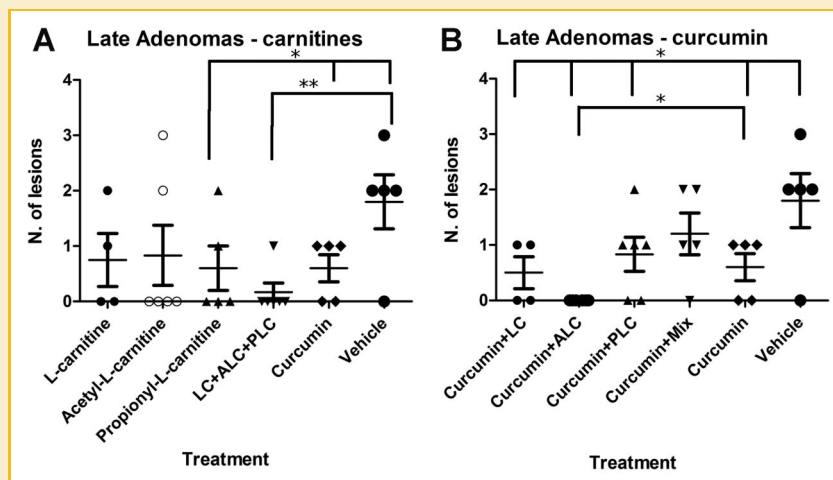 A
Late Adenomas - carnitines
*
**
4
3
2
1
0
N. of lesions
L-carnitine
Acetyl-L-carnitine
Propionyl-L-carnitine
LC+ALC+PLC
Curcumin
Vehicle
Treatment
B
Late Adenomas - curcumin
*
*
4
3
2
1
0
N. of lesions
Curcumin+LC
Curcumin+ALC
Curcumin+PLC
Curcumin+Mix
Curcumin
Vehicle
Treatment